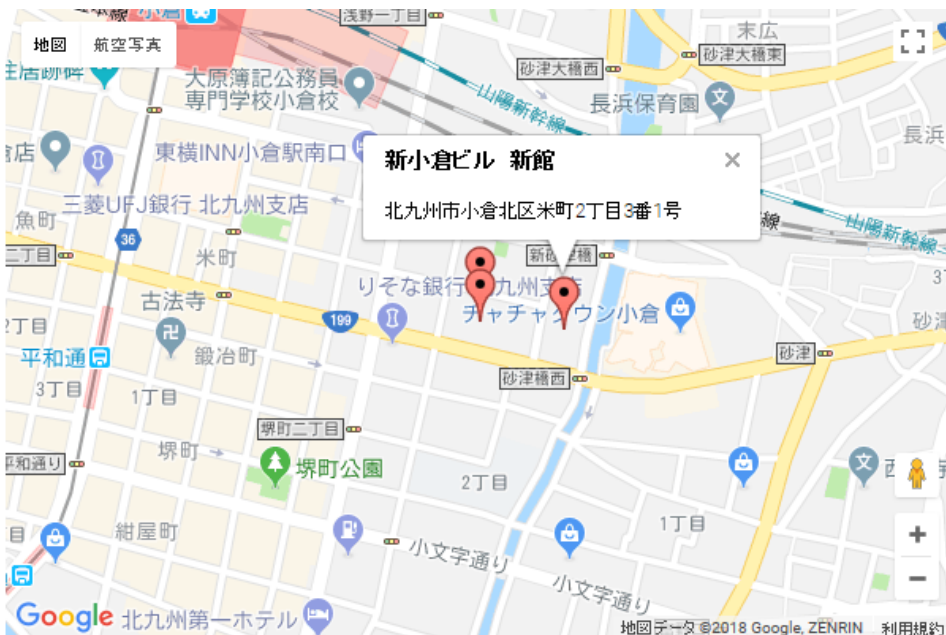 小倉
浅野一丁目
末広
地図
航空写真
砂津大橋東
砂津大橋西
住居跡碑
大原簿記公務員
専門学校小倉校
山陽新幹線
長浜保育園
長浜
東横INN小倉駅南口
新小倉ビル 新館
三菱UFJ銀行 北九州支店
北九州市小倉北区米町2丁目3番1号
魚町
36
山陽新幹線
二丁目
米町
新砂津橋
りそな銀行
九州支店
古法寺
チャチャタウン小倉
199
2丁目
砂津
平和通
鍛冶町
砂津
3丁目
1丁目
砂津橋西
堺町二丁目
堺町
平和通り
堺町公園
2丁目
紺屋町
1丁目
小文字通り
小文字通り
Google
北九州第一ホテル
地図データ ©2018 Google, ZENRIN
利用規約